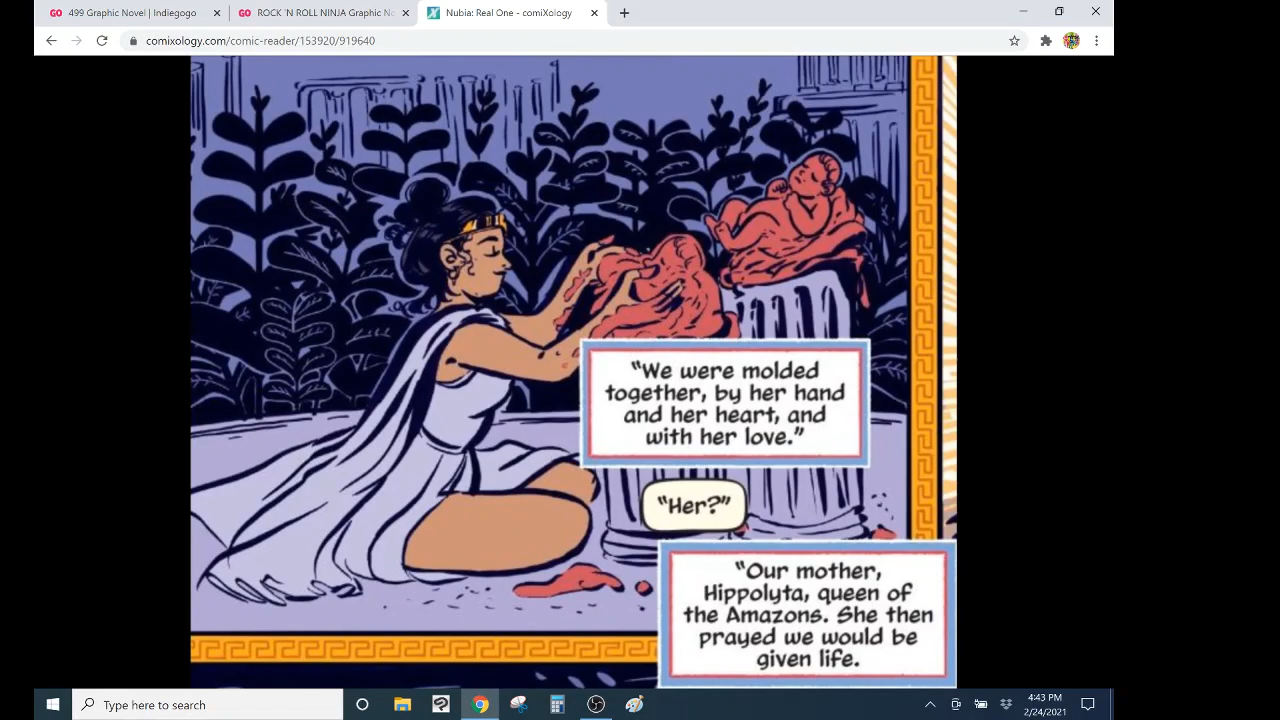 499 Graphic Novel | Indiegogo
ROCK 'N ROLL NINJA Graphic No
Nubia: Real One - comiXology
comixology.com/comic-reader/153920/919640
"We were molded
together, by her hand
and her heart, and
with her love."
"Her?"
"Our mother,
Hippolyta, queen of
the Amazons. She then
prayed we would be
given life.
Type here to search
4:43 PM
2/24/2021